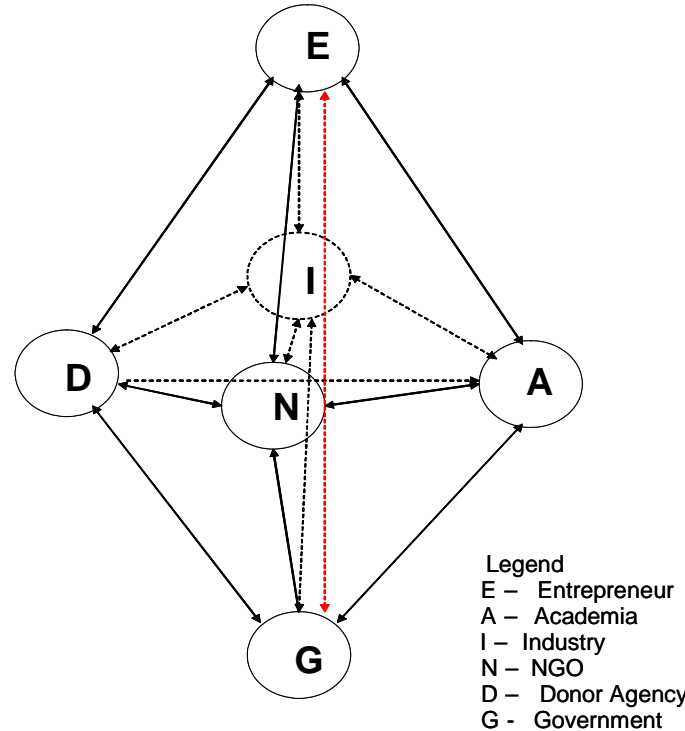 E
I
D
A
N
G
Legend
E – Entrepreneur
A – Academia
I – Industry
N – NGO
D – Donor Agency
G - Government